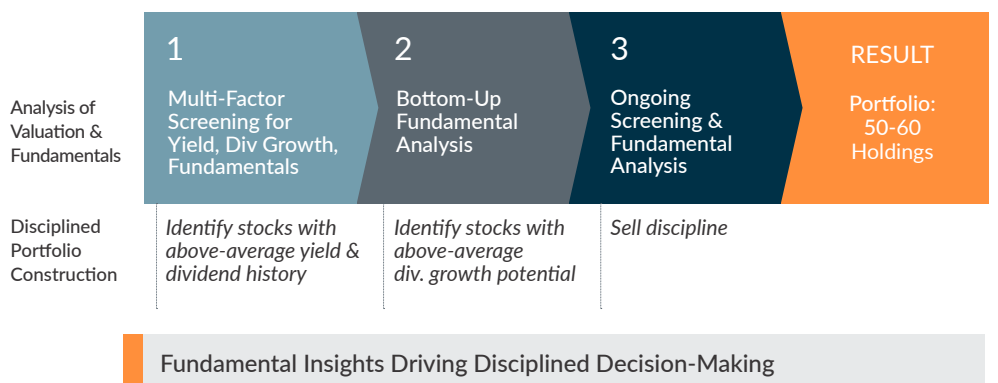 Analysis of
Valuation &
Fundamentals
1
Multi-Factor
Screening for
Yield, Div Growth,
Fundamentals
2
Bottom-Up
Fundamental
Analysis
3
Ongoing
Screening &
Fundamental
Analysis
RESULT
Portfolio:
50-60
Holdings
Disciplined
Portfolio
Construction
Identify stocks with
above-average yield &
dividend history
Identify stocks with
above-average
div. growth potential
Sell discipline
Fundamental Insights Driving Disciplined Decision-Making